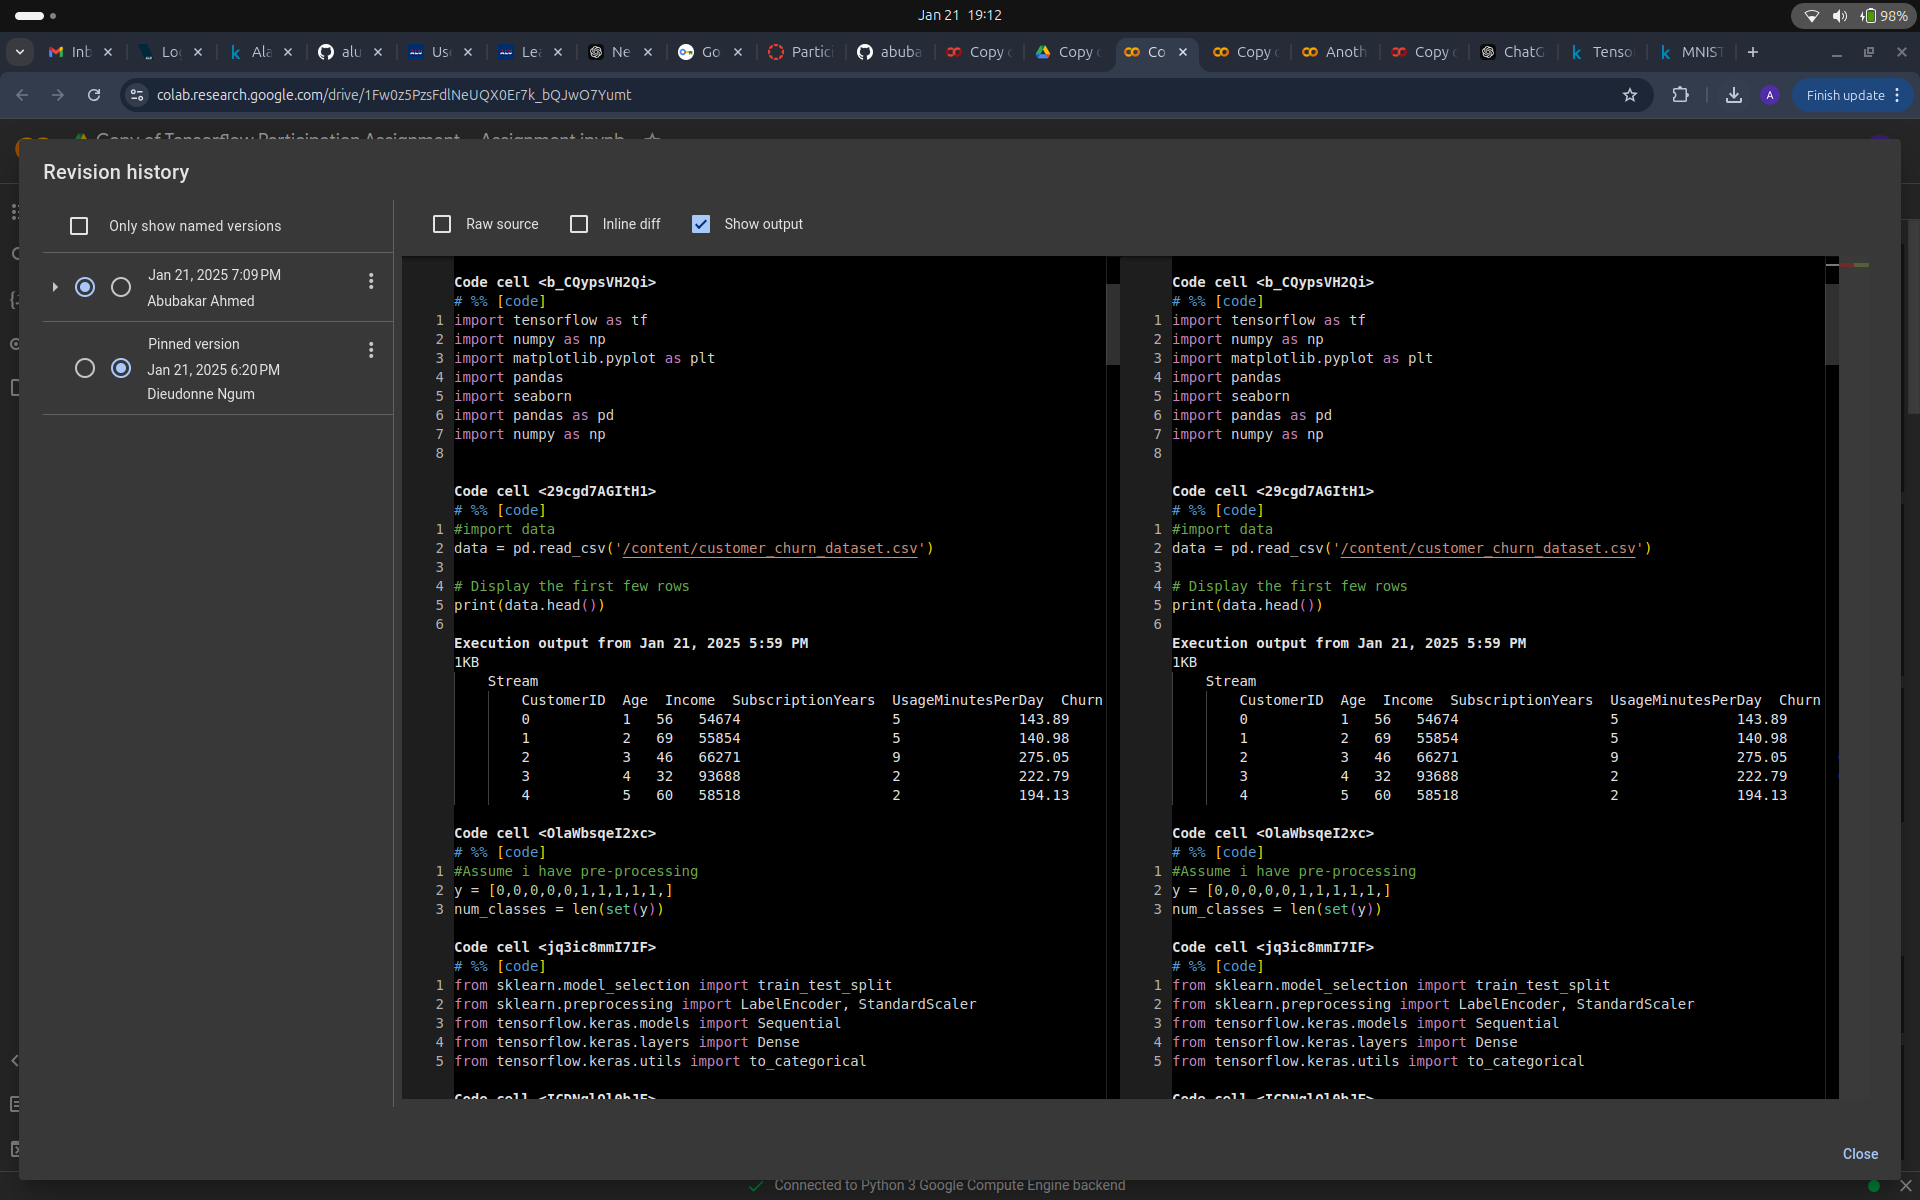 Jan 21 19:12
98%
Inb
Loc
Ala
alu
Us
Lea
Ne
Go
Partici
abuba
Copy
Copy
Co
Copy
Anoth
Copy
ChatG
Tenso
MNIST
colab.research.google.com/drive/1Fw0z5PzsFdlNeUQX0Er7k_bQJwO7Yumt
A
Finish update
Copy of Tensorflow Participation Assignment
Assignment.ipynb
Revision history
Only show named versions
Jan 21, 2025 7:09 PM
Abubakar Ahmed
Pinned version
Jan 21, 2025 6:20 PM
Dieudonne Ngum
Raw source
Inline diff
Show output
Code cell <b_CQypsVH2Qi>
# %% [code]
1 import tensorflow as tf
2 import numpy as np
3 import matplotlib.pyplot as plt
4 import pandas
5 import seaborn
6 import pandas as pd
7 import numpy as np
8
Code cell <29cgd7AGItH1>
# %% [code]
1 #import data
2 data = pd.read_csv('/content/customer_churn_dataset.csv')
3
4 # Display the first few rows
5 print(data.head())
6
Execution output from Jan 21, 2025 5:59 PM
1KB
Stream
CustomerID Age Income SubscriptionYears UsageMinutesPerDay Churn
0 1 56 54674 5 143.89
1 2 69 55854 5 140.98
2 3 46 66271 9 275.05
3 4 32 93688 2 222.79
4 5 60 58518 2 194.13
Code cell <OlaWbsqeI2xc>
# %% [code]
1 #Assume i have pre-processing
2 y = [0,0,0,0,0,1,1,1,1,1,]
3 num_classes = len(set(y))
Code cell <jq3ic8mmI7IF>
# %% [code]
1 from sklearn.model_selection import train_test_split
2 from sklearn.preprocessing import LabelEncoder, StandardScaler
3 from tensorflow.keras.models import Sequential
4 from tensorflow.keras.layers import Dense
5 from tensorflow.keras.utils import to_categorical
Code cell
Code cell <b_CQypsVH2Qi>
# %% [code]
1 import tensorflow as tf
2 import numpy as np
3 import matplotlib.pyplot as plt
4 import pandas
5 import seaborn
6 import pandas as pd
7 import numpy as np
8
Code cell <29cgd7AGItH1>
# %% [code]
1 #import data
2 data = pd.read_csv('/content/customer_churn_dataset.csv')
3
4 # Display the first few rows
5 print(data.head())
6
Execution output from Jan 21, 2025 5:59 PM
1KB
Stream
CustomerID Age Income SubscriptionYears UsageMinutesPerDay Churn
0 1 56 54674 5 143.89
1 2 69 55854 5 140.98
2 3 46 66271 9 275.05
3 4 32 93688 2 222.79
4 5 60 58518 2 194.13
Code cell <OlaWbsqeI2xc>
# %% [code]
1 #Assume i have pre-processing
2 y = [0,0,0,0,0,1,1,1,1,1,]
3 num_classes = len(set(y))
Code cell <jq3ic8mmI7IF>
# %% [code]
1 from sklearn.model_selection import train_test_split
2 from sklearn.preprocessing import LabelEncoder, StandardScaler
3 from tensorflow.keras.models import Sequential
4 from tensorflow.keras.layers import Dense
5 from tensorflow.keras.utils import to_categorical
Code cell
Close
Connected to Python 3 Google Compute Engine backend